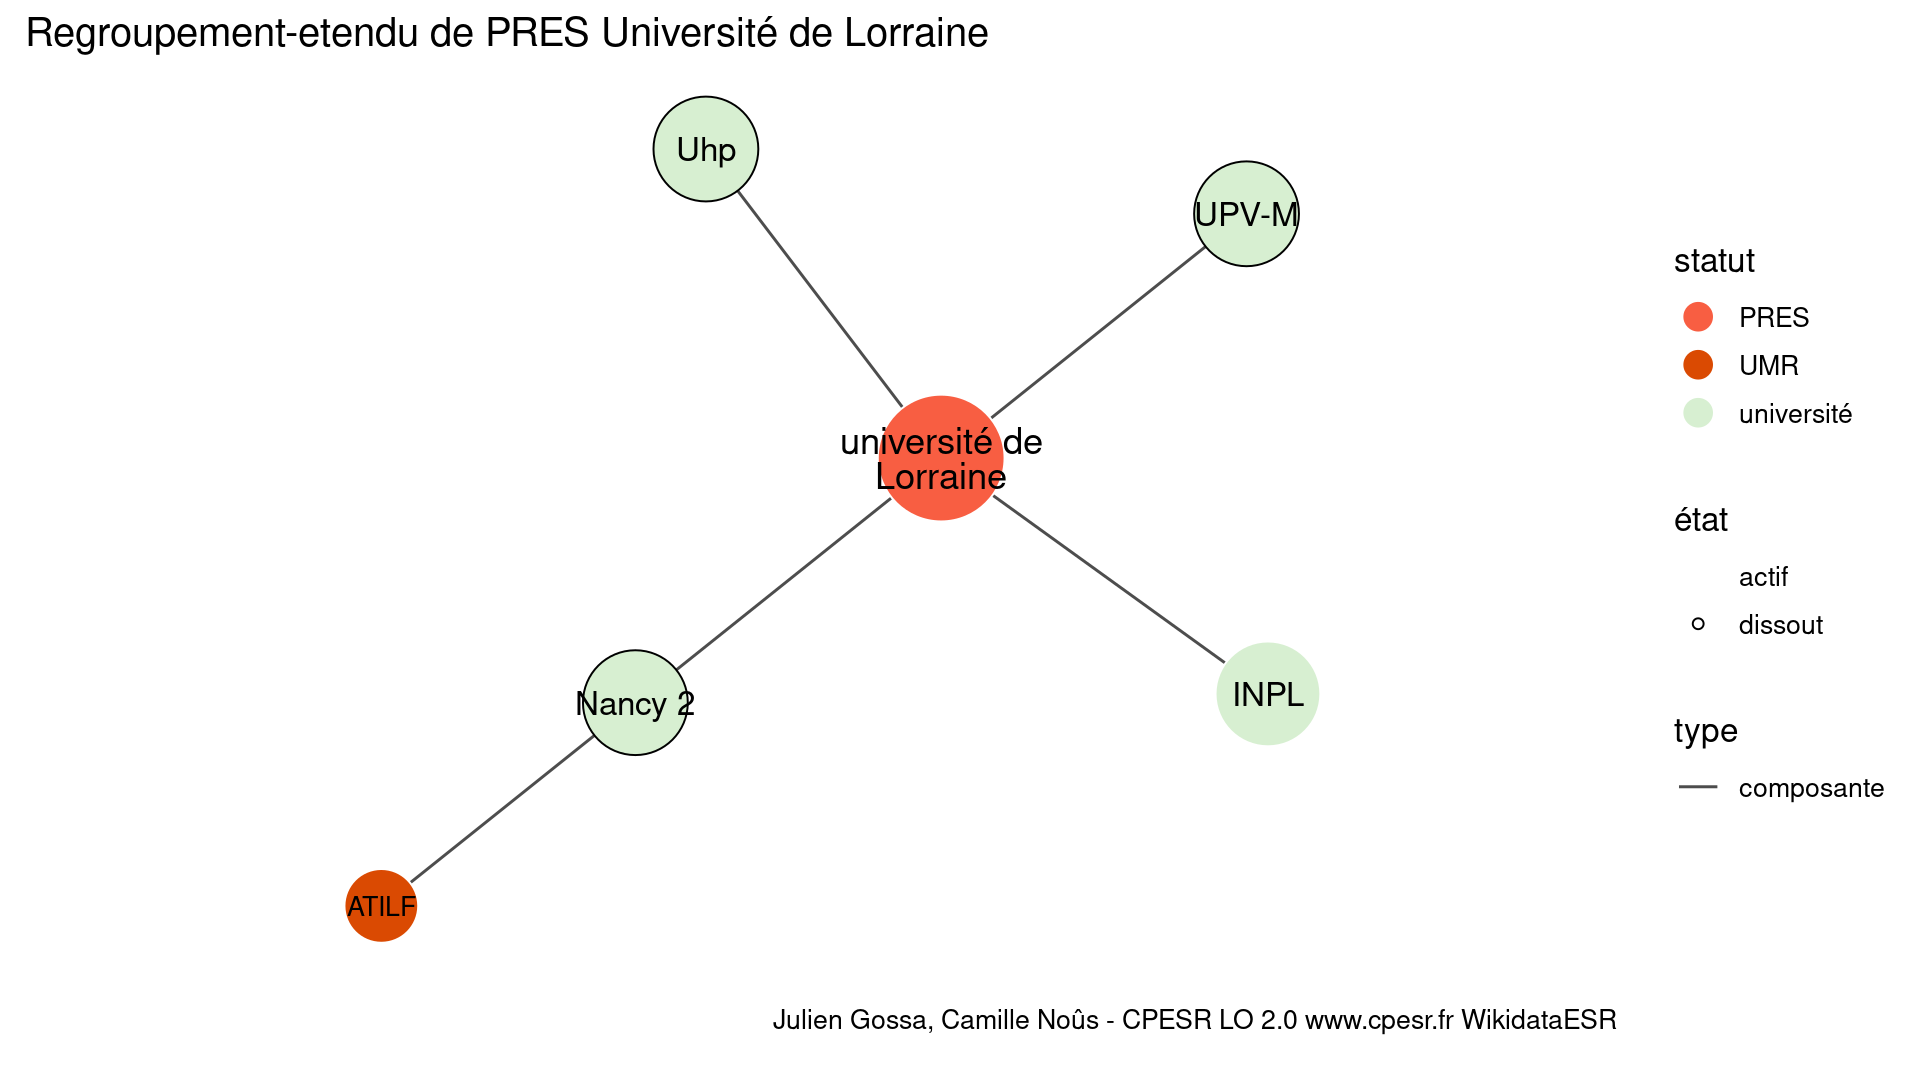 Regroupement-etendu de PRES Université de Lorraine
Uhp
UPV-M
université de
Lorraine
Nancy 2
INPL
ATILF
statut
PRES
UMR
université
état
actif
dissout
type
composante
Julien Gossa, Camille Noûs - CPESR LO 2.0 www.cpesr.fr WikidataESR